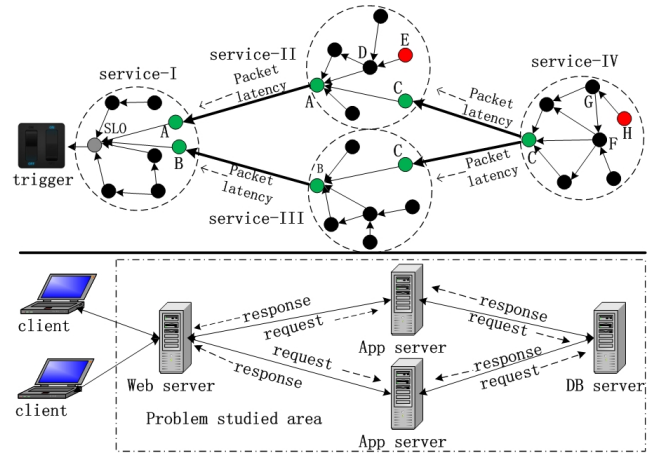 service-II
E
D
service-IV
service-I
Packet
latency
Packet
latency
G
C
A
H
SLO
A
F
trigger
B
C
C
B
Packet
latency
Packet
latency
service-III
response
response
request
request
client
App server
request
response
Web server
response
request
DB server
client
Problem studied area
App server